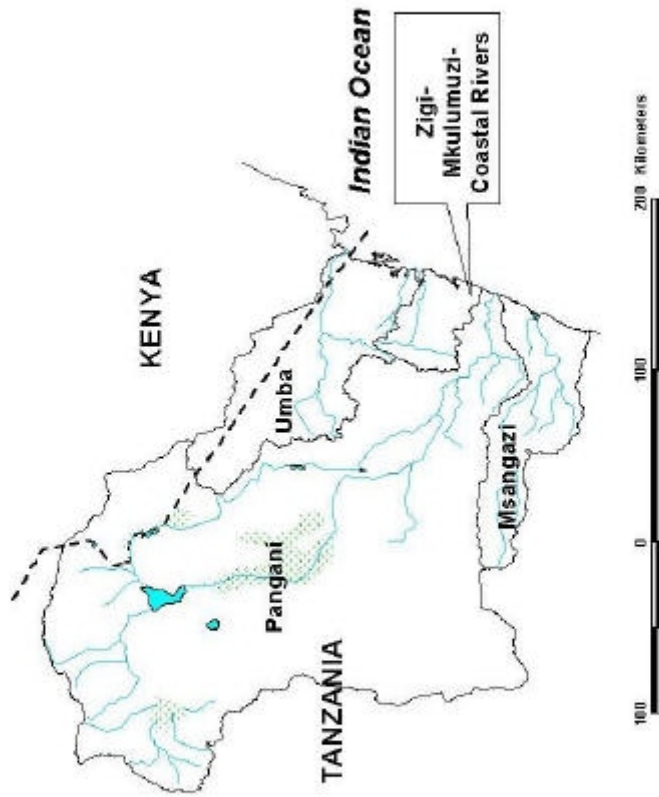 KENYA
Indian Ocean
Zigi-
Mkulumuzi-
Coastal Rivers
Umba
Pangani
Msangazi
TANZANIA
100 0 100 200 Kilometers